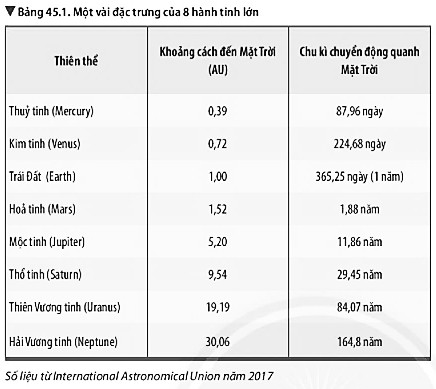 ▼ Bảng 45.1. Một vài đặc trưng của 8 hành tinh lớn
Thiên thể Khoảng cách đến Mặt Trời (AU) Chu kì chuyển động quanh Mặt Trời
Thuỷ tinh (Mercury) 0,39 87,96 ngày
Kim tinh (Venus) 0,72 224,68 ngày
Trái Đất (Earth) 1,00 365,25 ngày (1 năm)
Hoả tinh (Mars) 1,52 1,88 năm
Mộc tinh (Jupiter) 5,20 11,86 năm
Thổ tinh (Saturn) 9,54 29,45 năm
Thiên Vương tinh (Uranus) 19,19 84,07 năm
Hải Vương tinh (Neptune) 30,06 164,8 năm
Số liệu từ International Astronomical Union năm 2017